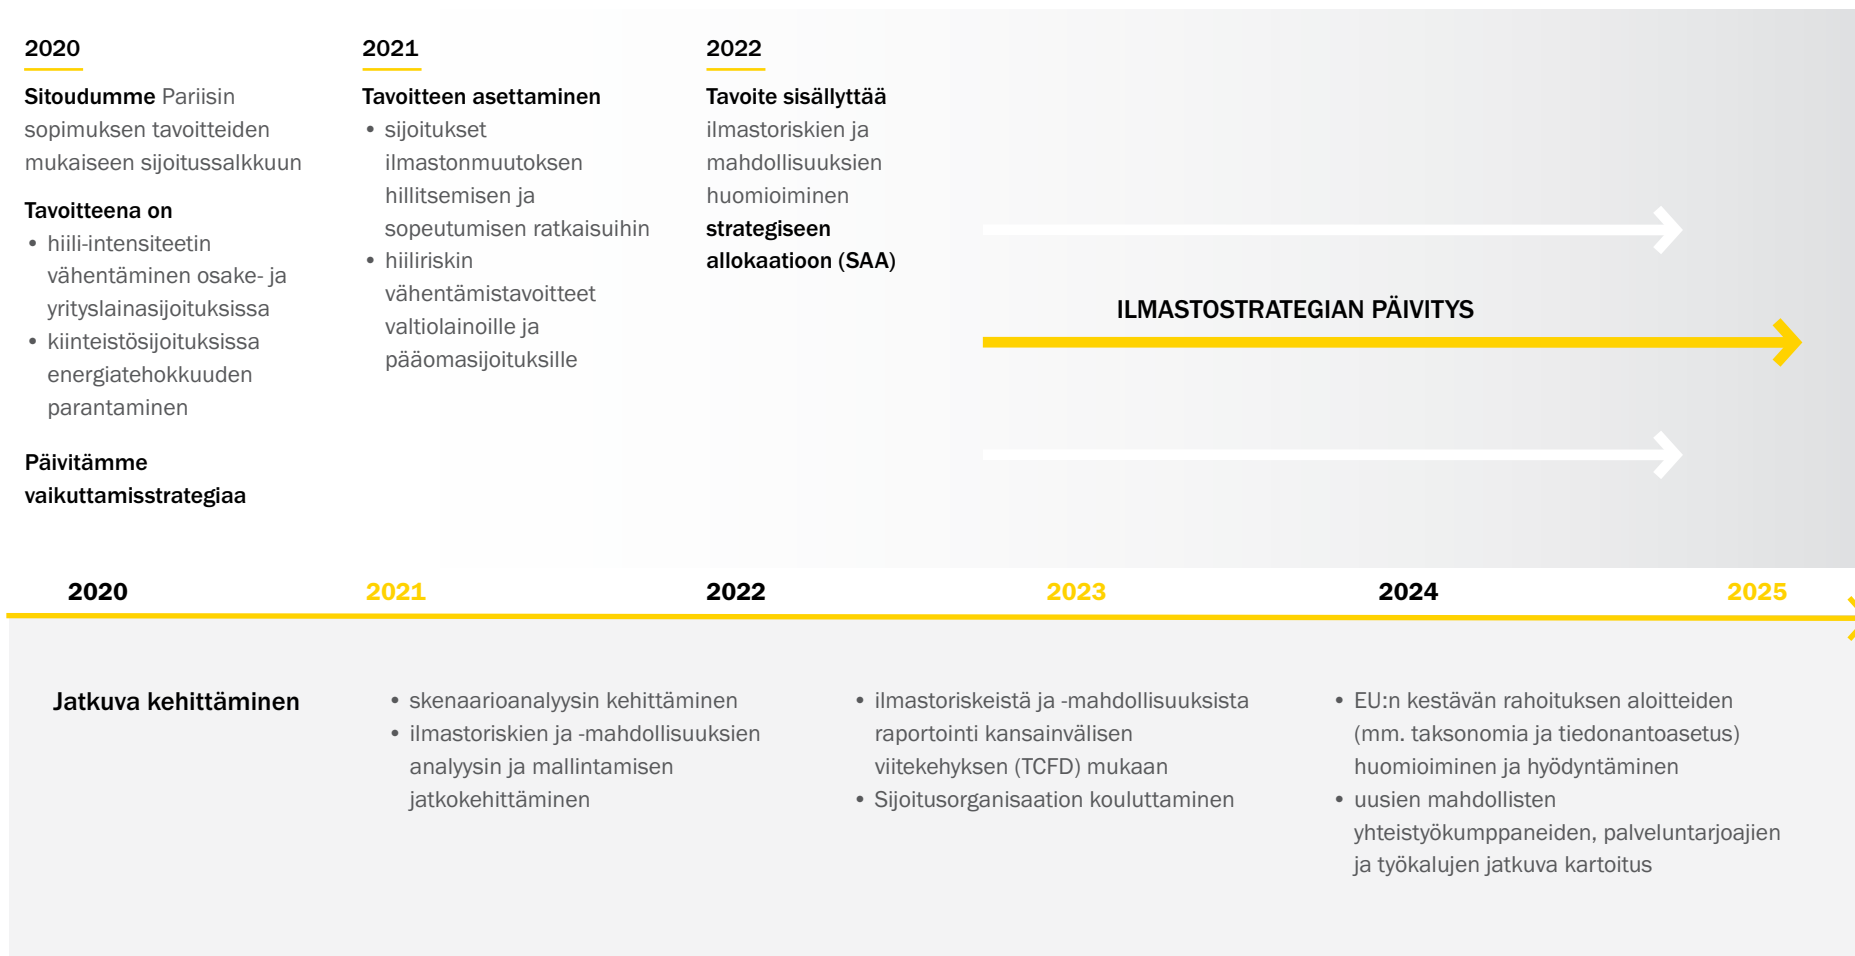 2020
Sitoudumme Pariisin
sopimuksen tavoitteiden
mukaiseen sijoitussalkkuun
Tavoitteena on
• hiili-intensiteetin
vähentäminen osake- ja
yrityslainasijoituksissa
• kiinteistösijoituksissa
energiatehokkuuden
parantaminen
Päivitämme
vaikuttamisstrategiaa
2021
Tavoitteen asettaminen
• sijoitukset
ilmastonmuutoksen
hillitsemisen ja
sopeutumisen ratkaisuihin
• hiiliriskin
vähentämistavoitteet
valtiolainoille ja
pääomasijoituksille
2022
Tavoite sisällyttää
ilmastoriskien ja
mahdollisuuksien
huomioiminen
strategiseen
allokaatioon (SAA)
ILMASTOSTRATEGIAN PÄIVITYS
2020 2021 2022 2023 2024 2025
Jatkuva kehittäminen
• skenaarioanalyysin kehittäminen
• ilmastoriskien ja -mahdollisuuksien
analyysin ja mallintamisen
jatkokehittäminen
• ilmastoriskeistä ja -mahdollisuuksista
raportointi kansainvälisen
viitekehyksen (TCFD) mukaan
• Sijoitusorganisaation kouluttaminen
• EU:n kestävän rahoituksen aloitteiden
(mm. taksonomia ja tiedonantoasetus)
huomioiminen ja hyödyntäminen
• uusien mahdollisten
yhteistyökumppaneiden, palveluntarjoajien
ja työkalujen jatkuva kartoitus